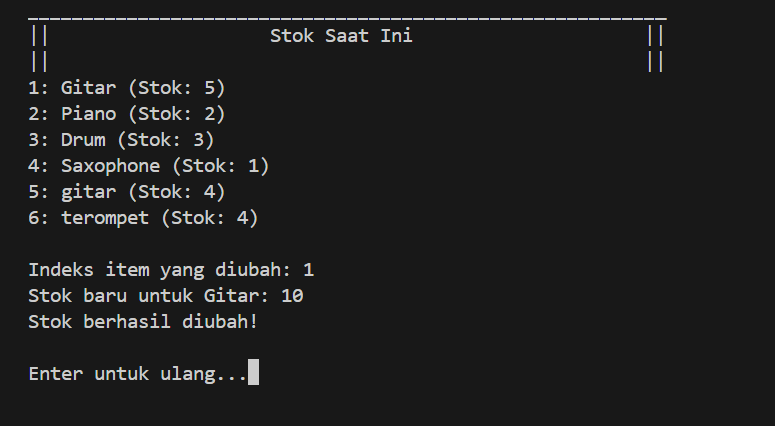 __________________________________________________________
||                    Stok Saat Ini                     ||
||                                                      ||
1: Gitar (Stok: 5)
2: Piano (Stok: 2)
3: Drum (Stok: 3)
4: Saxophone (Stok: 1)
5: gitar (Stok: 4)
6: terompet (Stok: 4)
Indeks item yang diubah: 1
Stok baru untuk Gitar: 10
Stok berhasil diubah!
Enter untuk ulang...